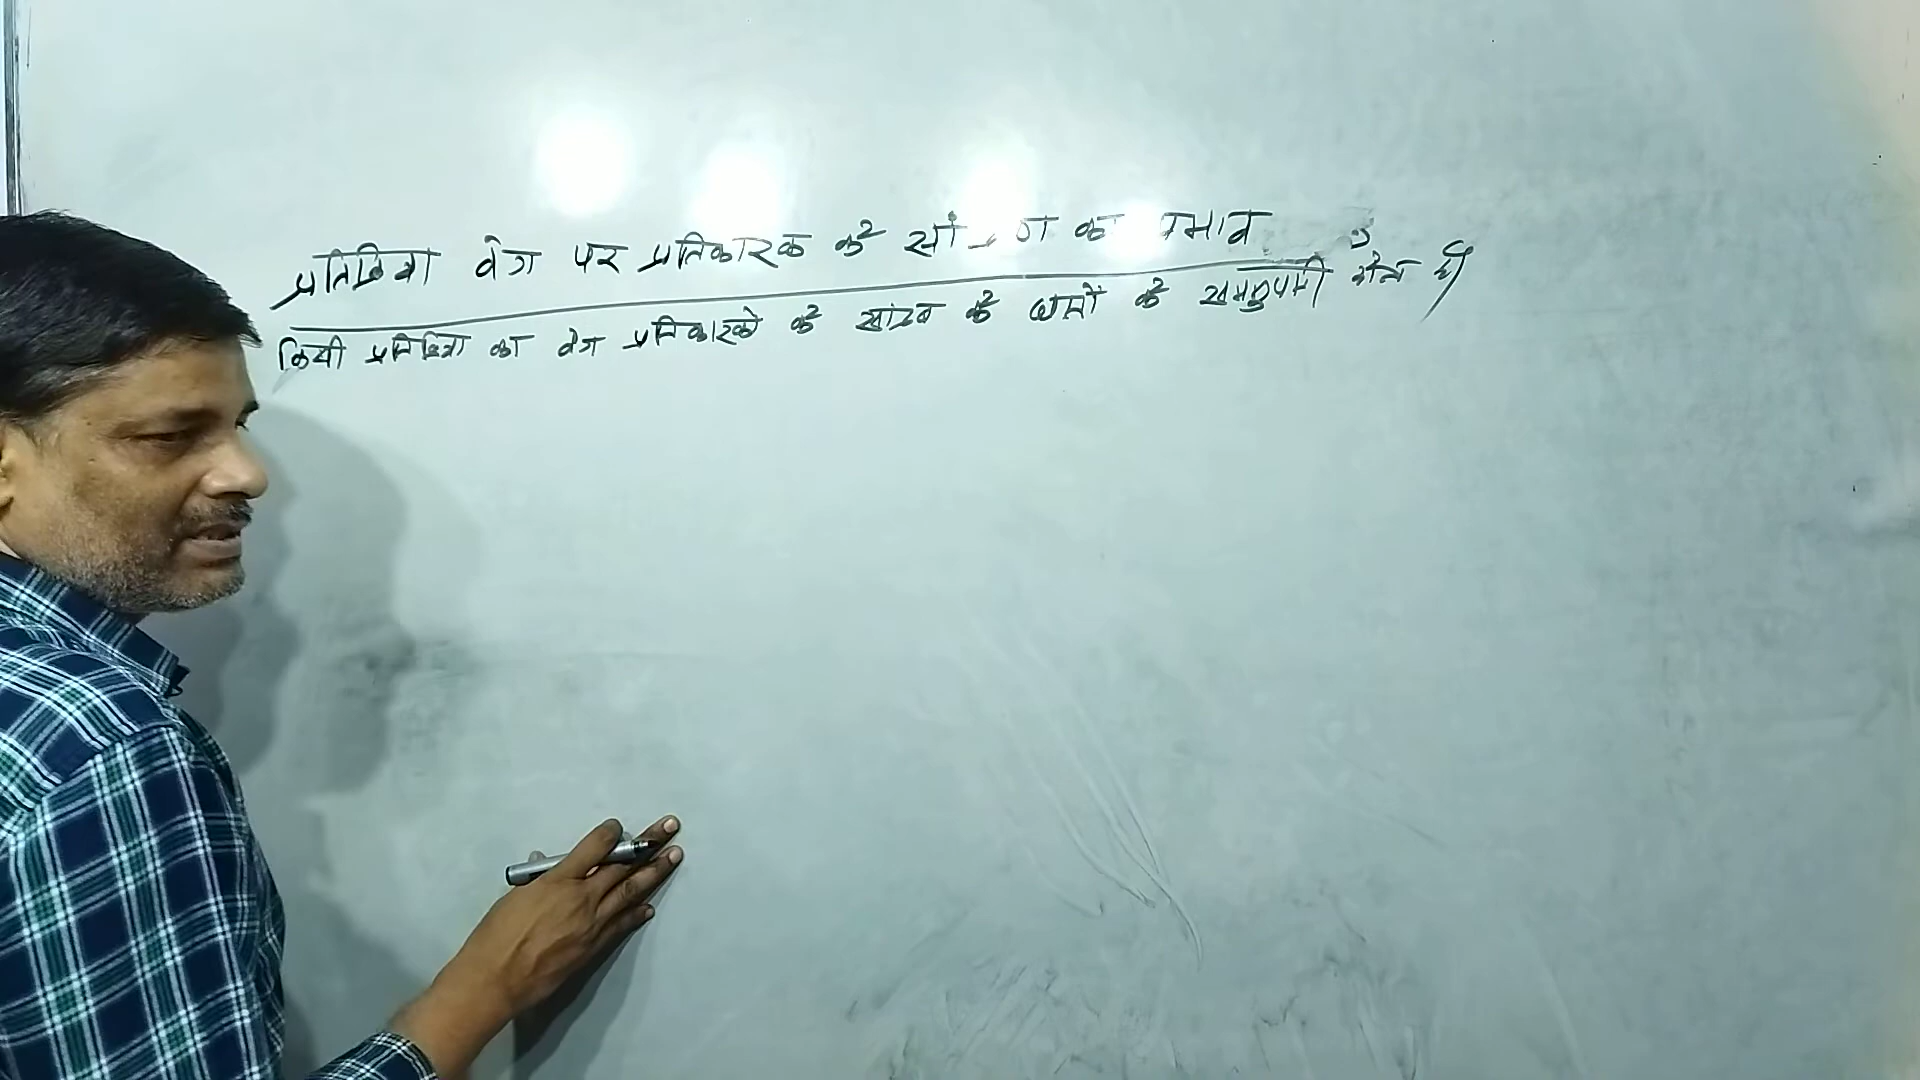 प्रतिक्रिया वेग पर प्रतिकारक के सांद्रण का प्रभाव
किसी प्रतिक्रिया का वेग प्रतिकारको के सांद्रण के घातों के समानुपाती होता है